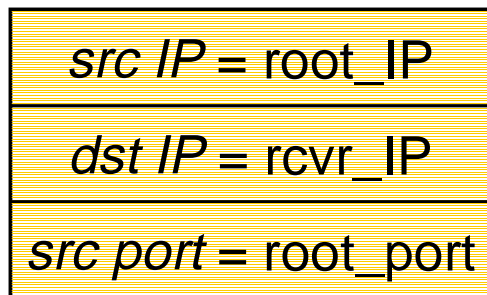 src IP = root_IP
dst IP = rcvr_IP
src port = root_port